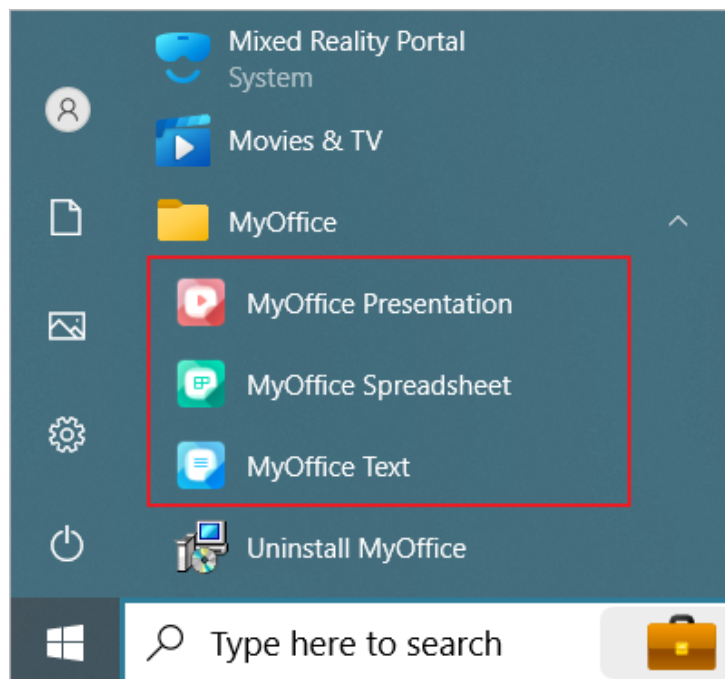 Mixed Reality Portal
System
Movies & TV
MyOffice
MyOffice Presentation
MyOffice Spreadsheet
MyOffice Text
Uninstall MyOffice
Type here to search